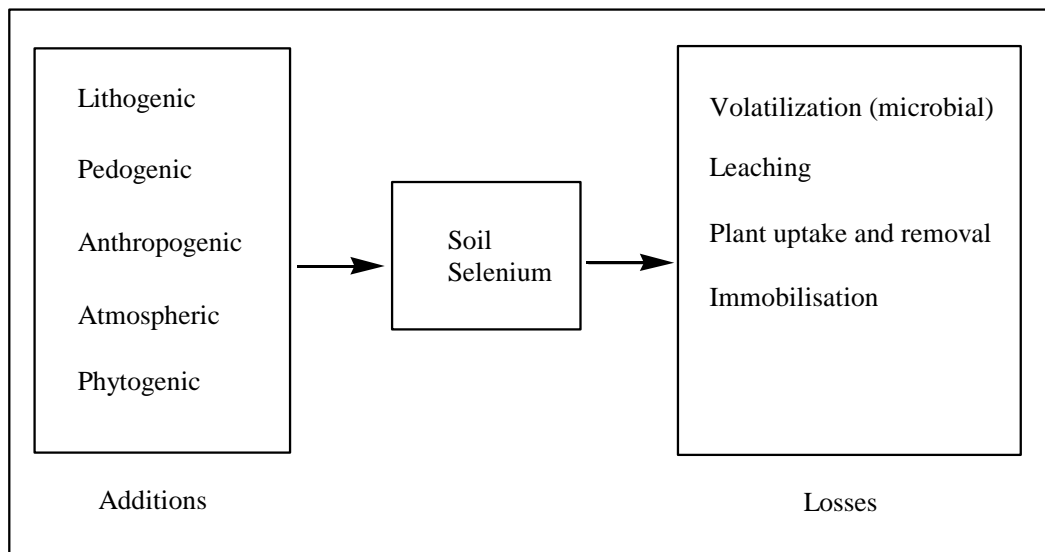 Lithogenic
Pedogenic
Anthropogenic
Atmospheric
Phytogenic
Additions
Soil
Selenium
Volatilization (microbial)
Leaching
Plant uptake and removal
Immobilisation
Losses